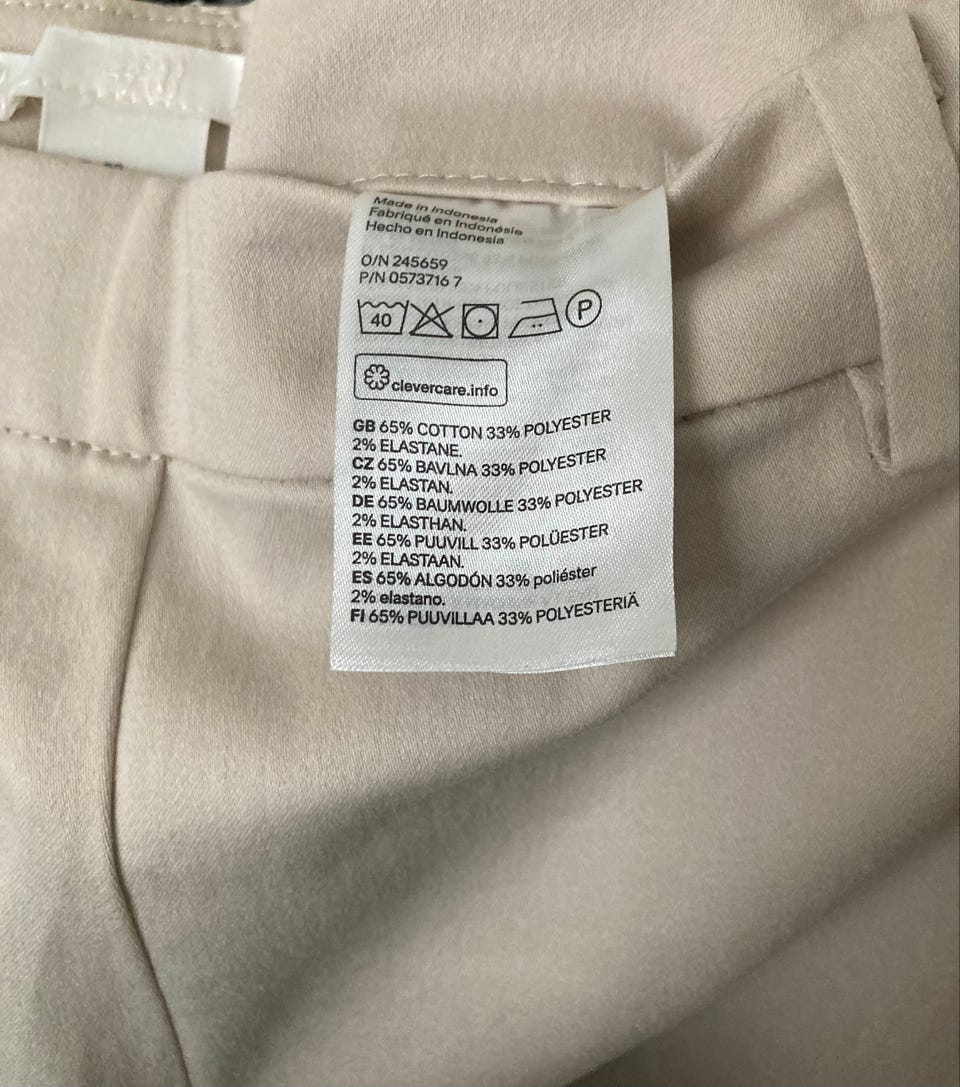 Made in Indonesia
Fabriqué en Indonésie
Hecho en Indonesia
O/N 245659
P/N 0573716 7
40
P
clevercare.info
GB 65% COTTON 33% POLYESTER
2% ELASTANE.
CZ 65% BAVLNA 33% POLYESTER
2% ELASTAN.
DE 65% BAUMWOLLE 33% POLYESTER
2% ELASTHAN.
EE 65% PUUVILL 33% POLÜESTER
2% ELASTAAN.
ES 65% ALGODÓN 33% poliéster
2% elastano.
FI 65% PUUVILLAA 33% POLYESTERIÄ